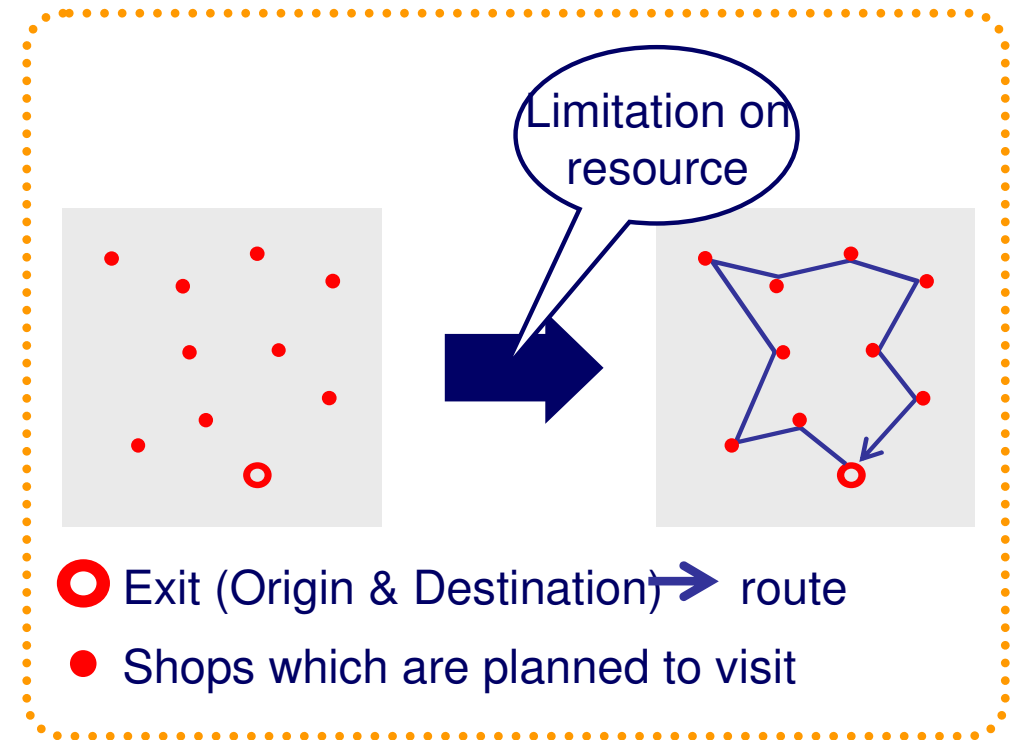 Limitation on
resource
Exit (Origin & Destination)
route
Shops which are planned to visit